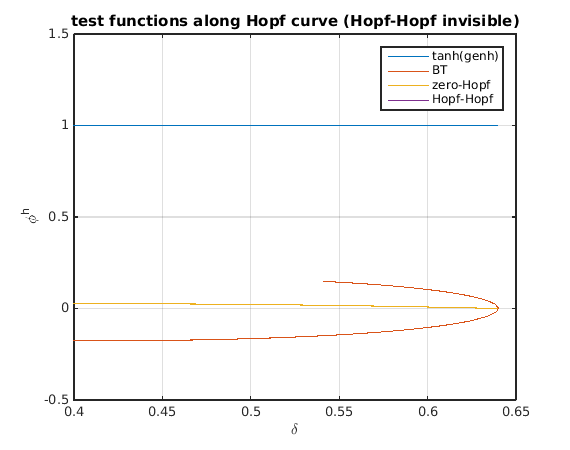 test functions along Hopf curve (Hopf-Hopf invisible)
tanh(genh)
BT
zero-Hopf
Hopf-Hopf
1.5
1
0.5
0
-0.5
ϕʰ
0.4 0.45 0.5 0.55 0.6 0.65
δ